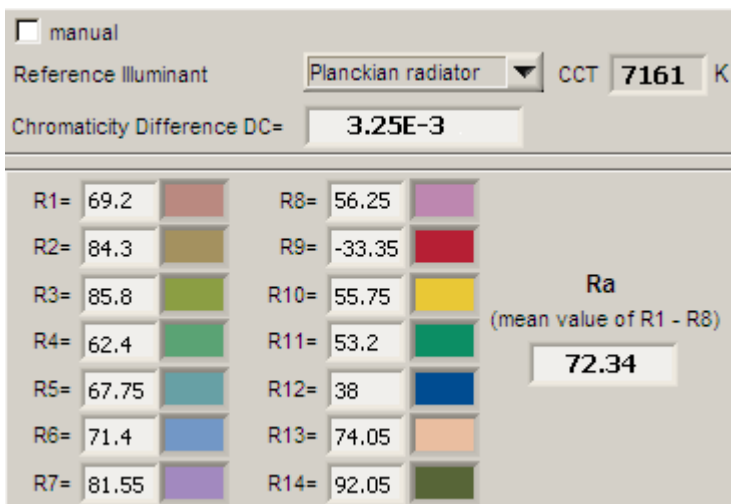 manual
Reference Illuminant Planckian radiator CCT 7161 K
Chromaticity Difference DC= 3.25E-3
R1= 69.2 R8= 56.25
R2= 84.3 R9= -33.35
R3= 85.8 R10= 55.75
R4= 62.4 R11= 53.2
R5= 67.75 R12= 38
R6= 71.4 R13= 74.05
R7= 81.55 R14= 92.05
Ra
(mean value of R1 - R8)
72.34